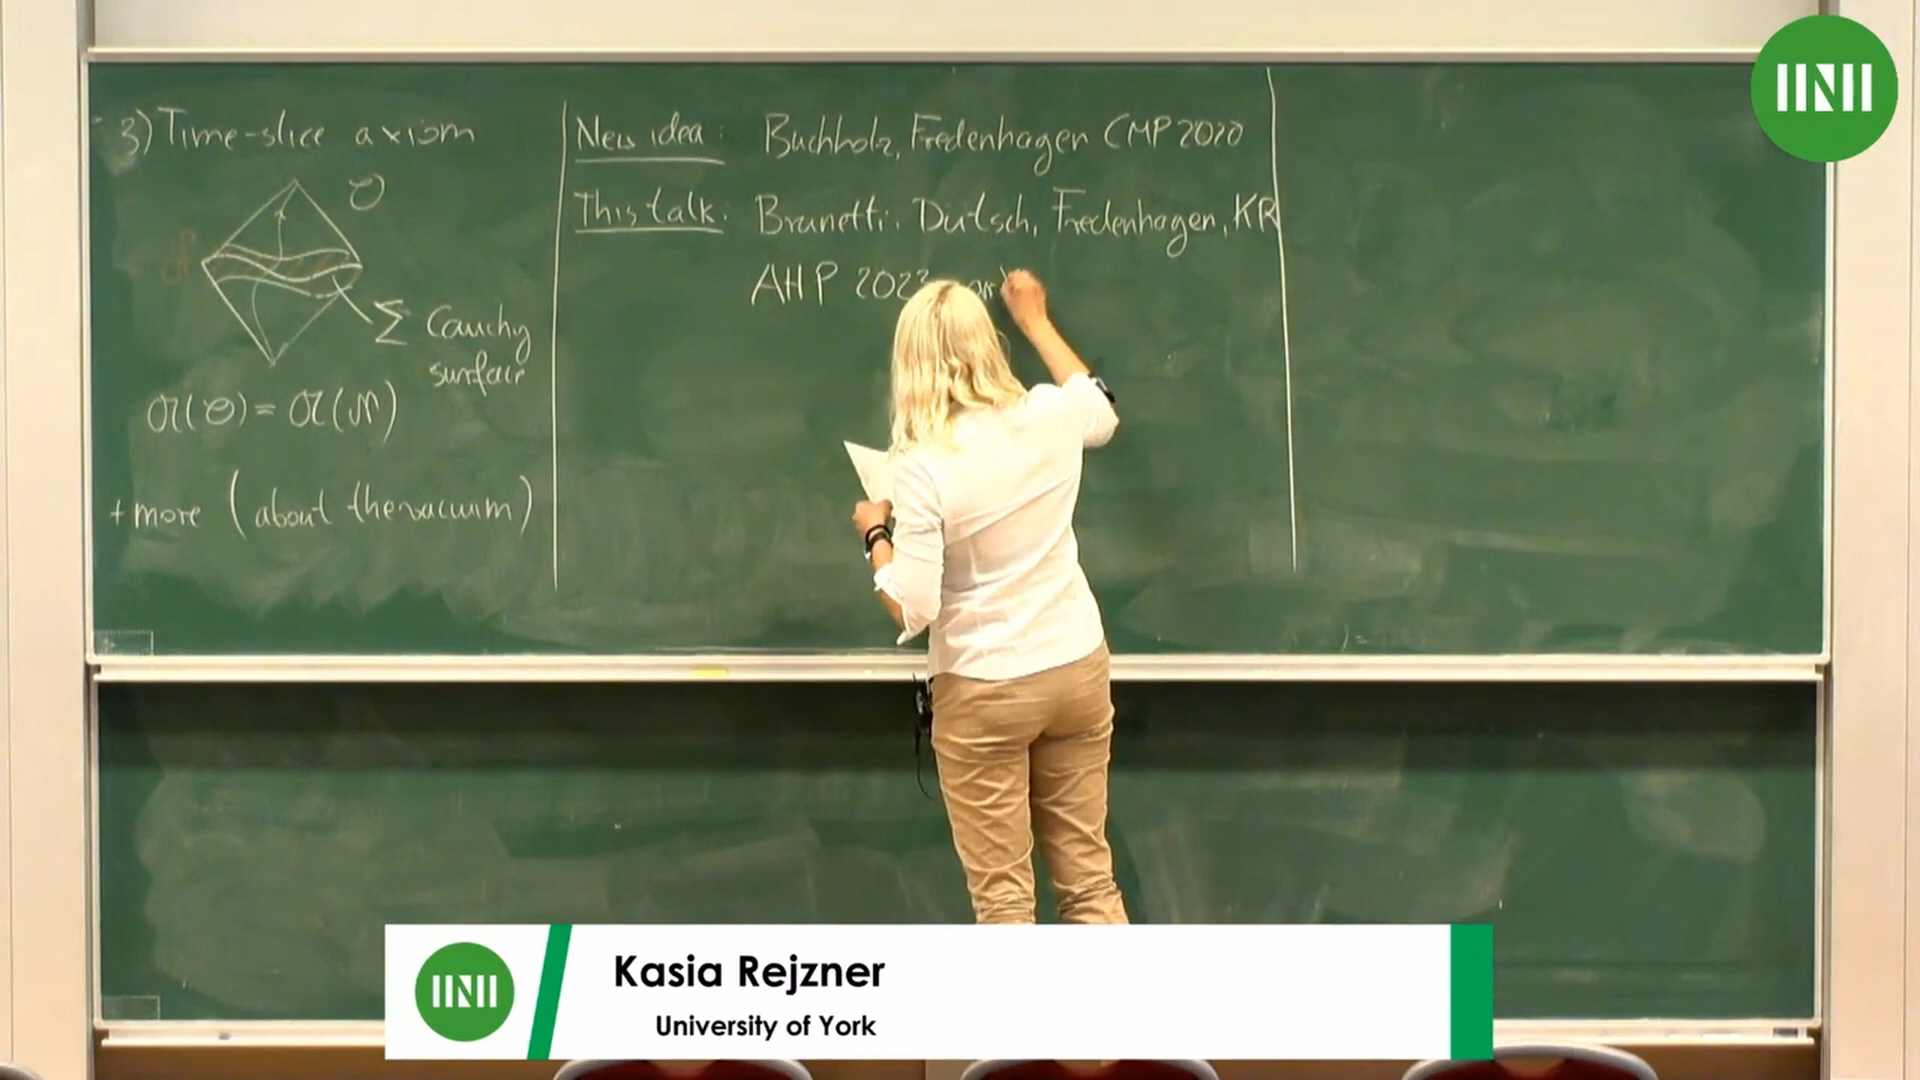 3) Time-slice axiom
O
Σ Cauchy
surface
𝔄(O) = 𝔄(N)
+ more (about the vacuum)
New idea: Buchholz, Fredenhagen CMP 2020
This talk: Brunetti, Dütsch, Fredenhagen, KR
AHP
Kasia Rejzner
University of York